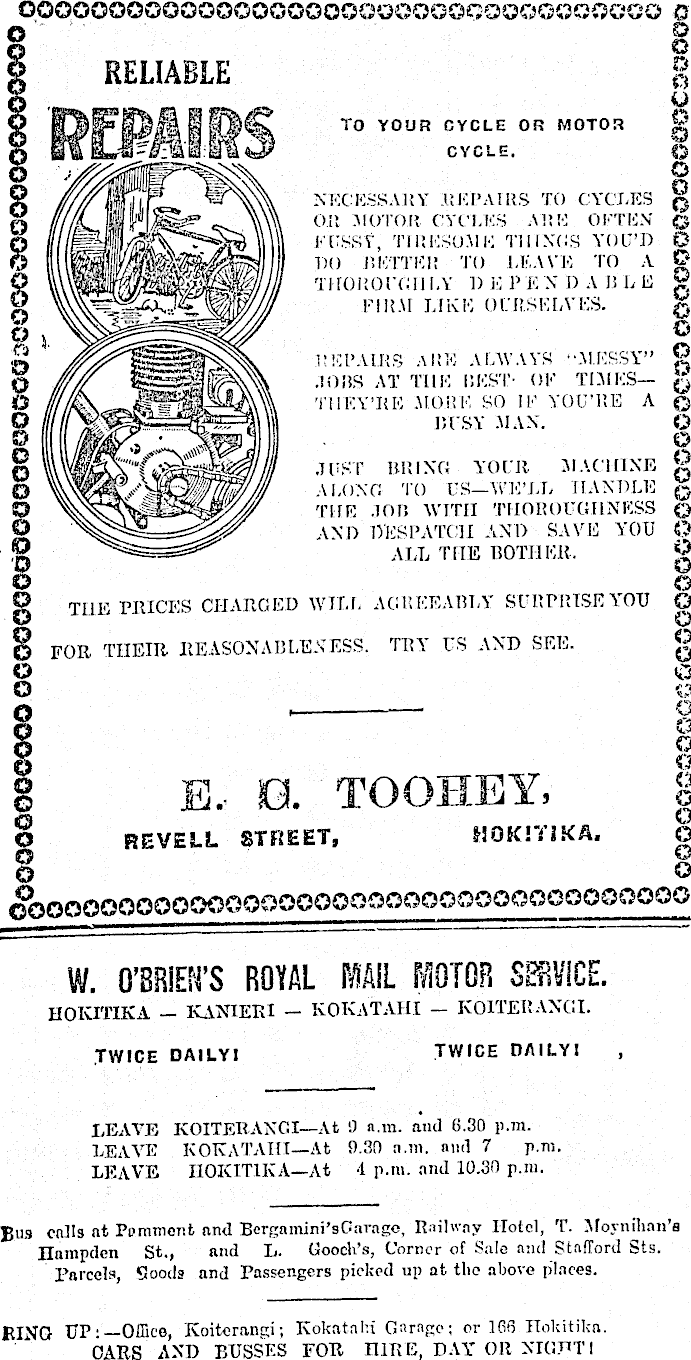 RELIABLE
REPAIRS
TO YOUR CYCLE OR MOTOR
CYCLE.
NECESSARY REPAIRS TO CYCLES
OR MOTOR CYCLES ARE OFTEN
FUSSY, TIRESOME THINGS YOU'D
DO BETTER TO LEAVE TO A
THOROUGHLY DEPENDABLE
FIRM LIKE OURSELVES.
REPAIRS ARE ALWAYS "MESSY"
JOBS AT THE BEST OF TIMES—
THEY'RE MORE SO IF YOU'RE A
BUSY MAN.
JUST BRING YOUR MACHINE
ALONG TO US—WE'LL HANDLE
THE JOB WITH THOROUGHNESS
AND DESPATCH AND SAVE YOU
ALL THE BOTHER.
THE PRICES CHARGED WILL AGREEABLY SURPRISE YOU
FOR THEIR REASONABLENESS. TRY US AND SEE.
E. G. TOOHEY,
REVELL STREET, HOKITIKA.
W. O'BRIEN'S ROYAL MAIL MOTOR SERVICE.
HOKITIKA — KANIERI — KOKATAHI — KOITERANGI.
TWICE DAILY! TWICE DAILY! ,
LEAVE KOITERANGI—At 9 a.m. and 6.30 p.m.
LEAVE KOKATAHI—At 9.30 a.m. and 7 p.m.
LEAVE HOKITIKA—At 4 p.m. and 10.30 p.m.
Bus calls at Pomment and Bergamini'sGarage, Railway Hotel, T. Moynihan's
Hampden St., and L. Gooch's, Corner of Sale and Stafford Sts.
Parcels, Goods and Passengers picked up at the above places.
RING UP:—Office, Koiterangi; Kokatahi Garage; or 166 Hokitika.
CARS AND BUSSES FOR HIRE, DAY OR NIGHT!